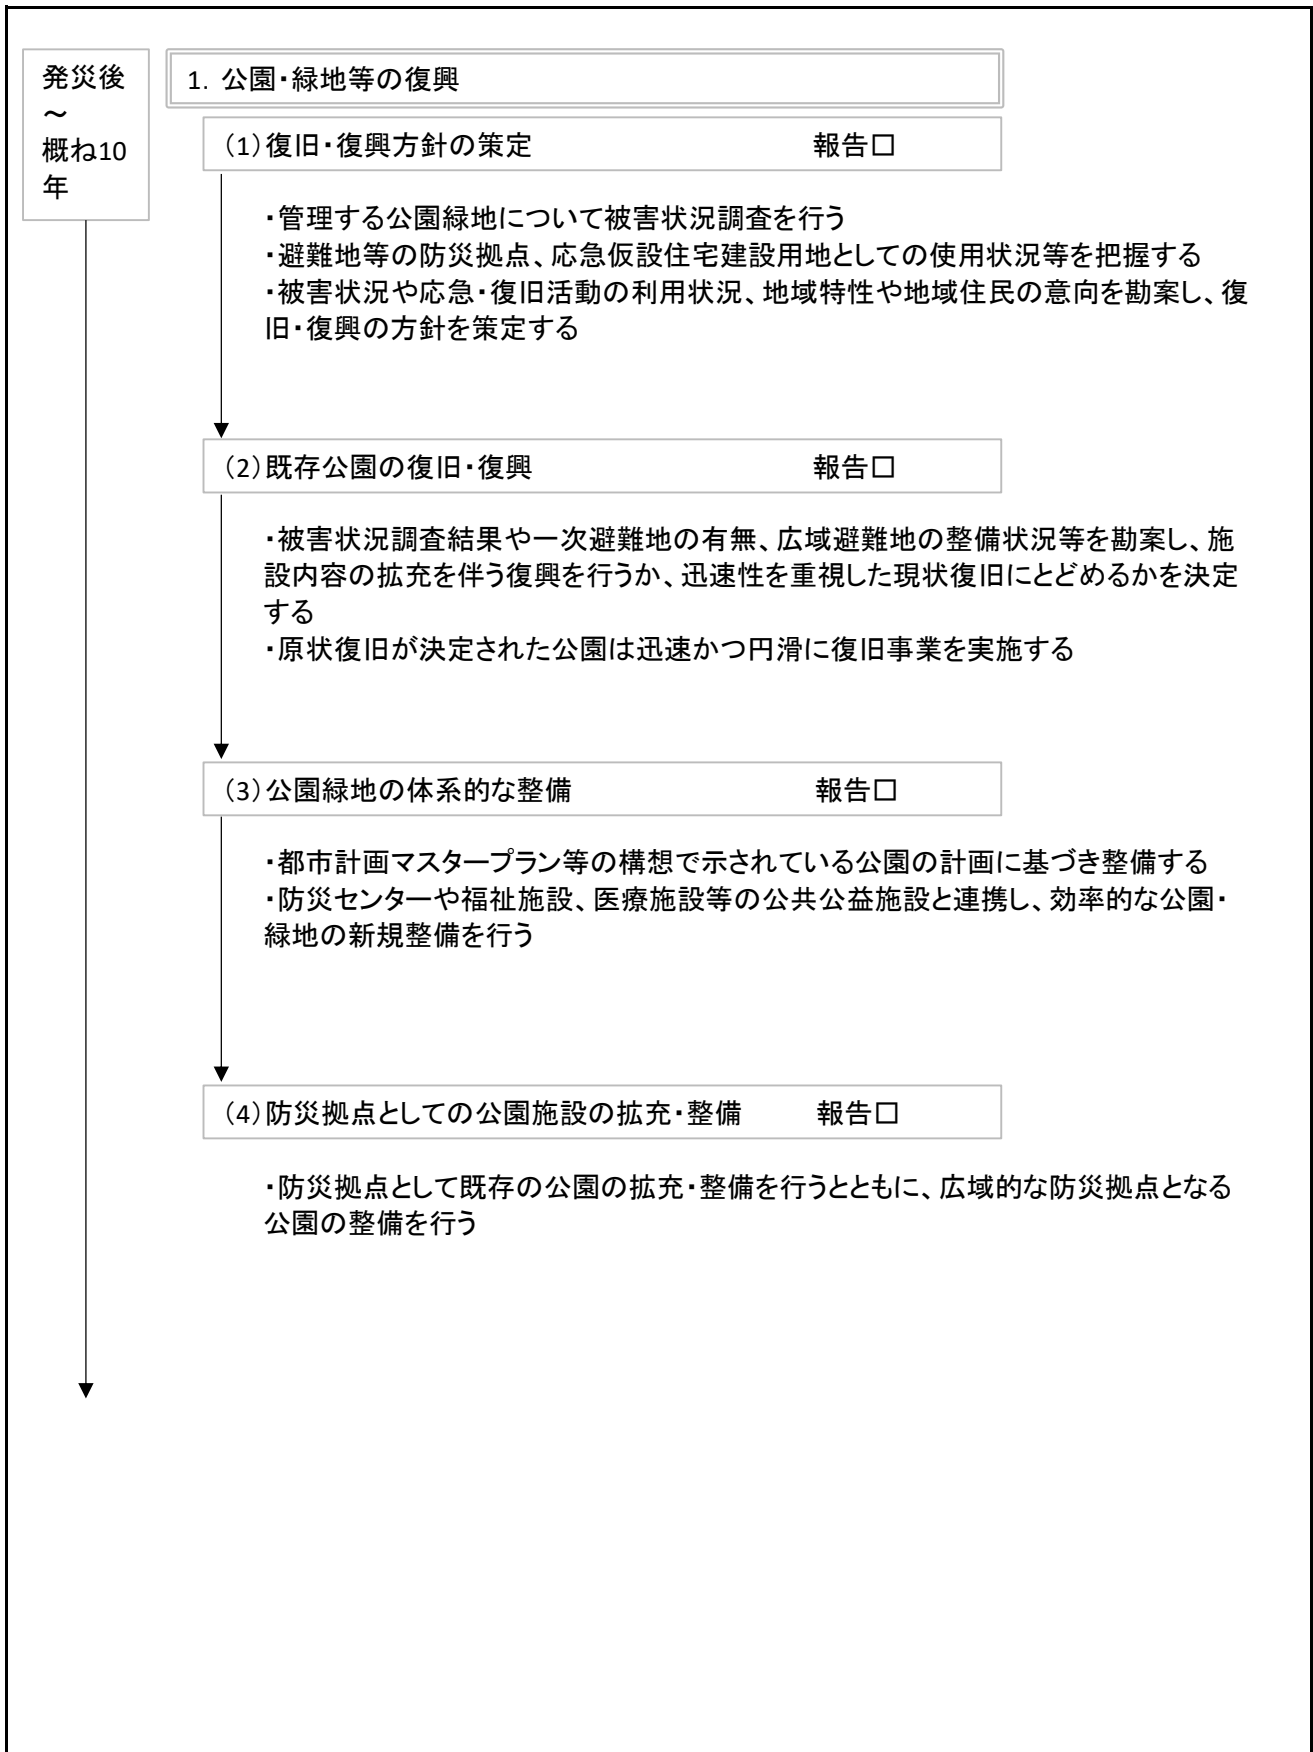 発災後
～
概ね10
年
1. 公園・緑地等の復興
(1)復旧・復興方針の策定 報告□
・管理する公園緑地について被害状況調査を行う
・避難地等の防災拠点、応急仮設住宅建設用地としての使用状況等を把握する
・被害状況や応急・復旧活動の利用状況、地域特性や地域住民の意向を勘案し、復
旧・復興の方針を策定する
(2)既存公園の復旧・復興 報告□
・被害状況調査結果や一次避難地の有無、広域避難地の整備状況等を勘案し、施
設内容の拡充を伴う復興を行うか、迅速性を重視した現状復旧にとどめるかを決定
する
・原状復旧が決定された公園は迅速かつ円滑に復旧事業を実施する
(3)公園緑地の体系的な整備 報告□
・都市計画マスタープラン等の構想で示されている公園の計画に基づき整備する
・防災センターや福祉施設、医療施設等の公共公益施設と連携し、効率的な公園・
緑地の新規整備を行う
(4)防災拠点としての公園施設の拡充・整備 報告□
・防災拠点として既存の公園の拡充・整備を行うとともに、広域的な防災拠点となる
公園の整備を行う